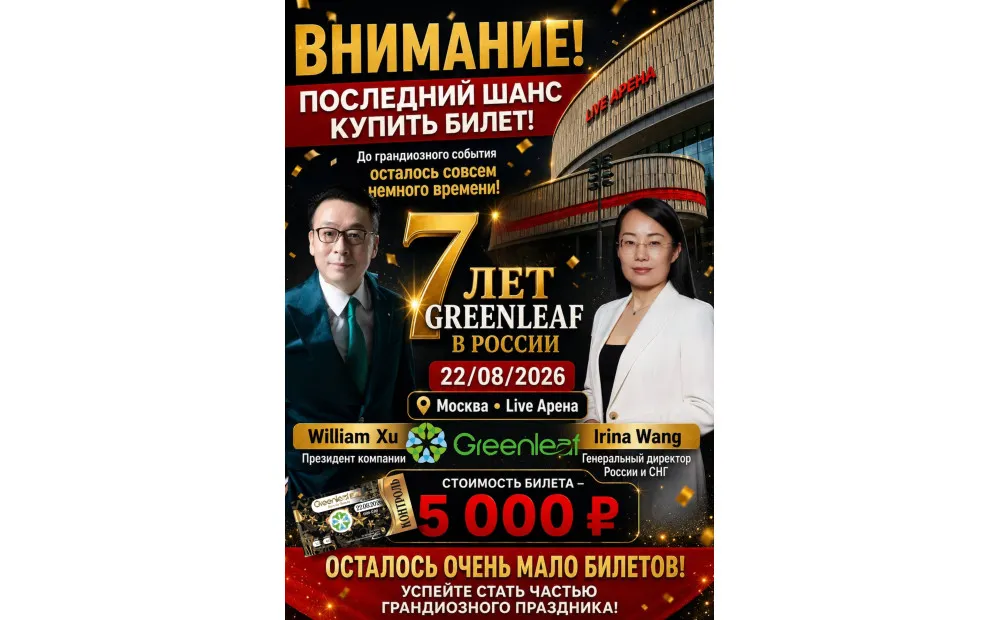 ВНИМАНИЕ!
ПОСЛЕДНИЙ ШАНС
КУПИТЬ БИЛЕТ!
LIVE АРЕНА
До грандиозного события
осталось совсем
немного времени!
7 ЛЕТ
GREENLEAF
В РОССИИ
22/08/2026
Москва • Live Арена
William Xu
Президент компании
Greenleaf
Irina Wang
Генеральный директор
России и СНГ
Greenleaf
КОНТРОЛЬ
СТОИМОСТЬ БИЛЕТА –
5 000 ₽
ОСТАЛОСЬ ОЧЕНЬ МАЛО БИЛЕТОВ!
УСПЕЙТЕ СТАТЬ ЧАСТЬЮ
ГРАНДИОЗНОГО ПРАЗДНИКА!